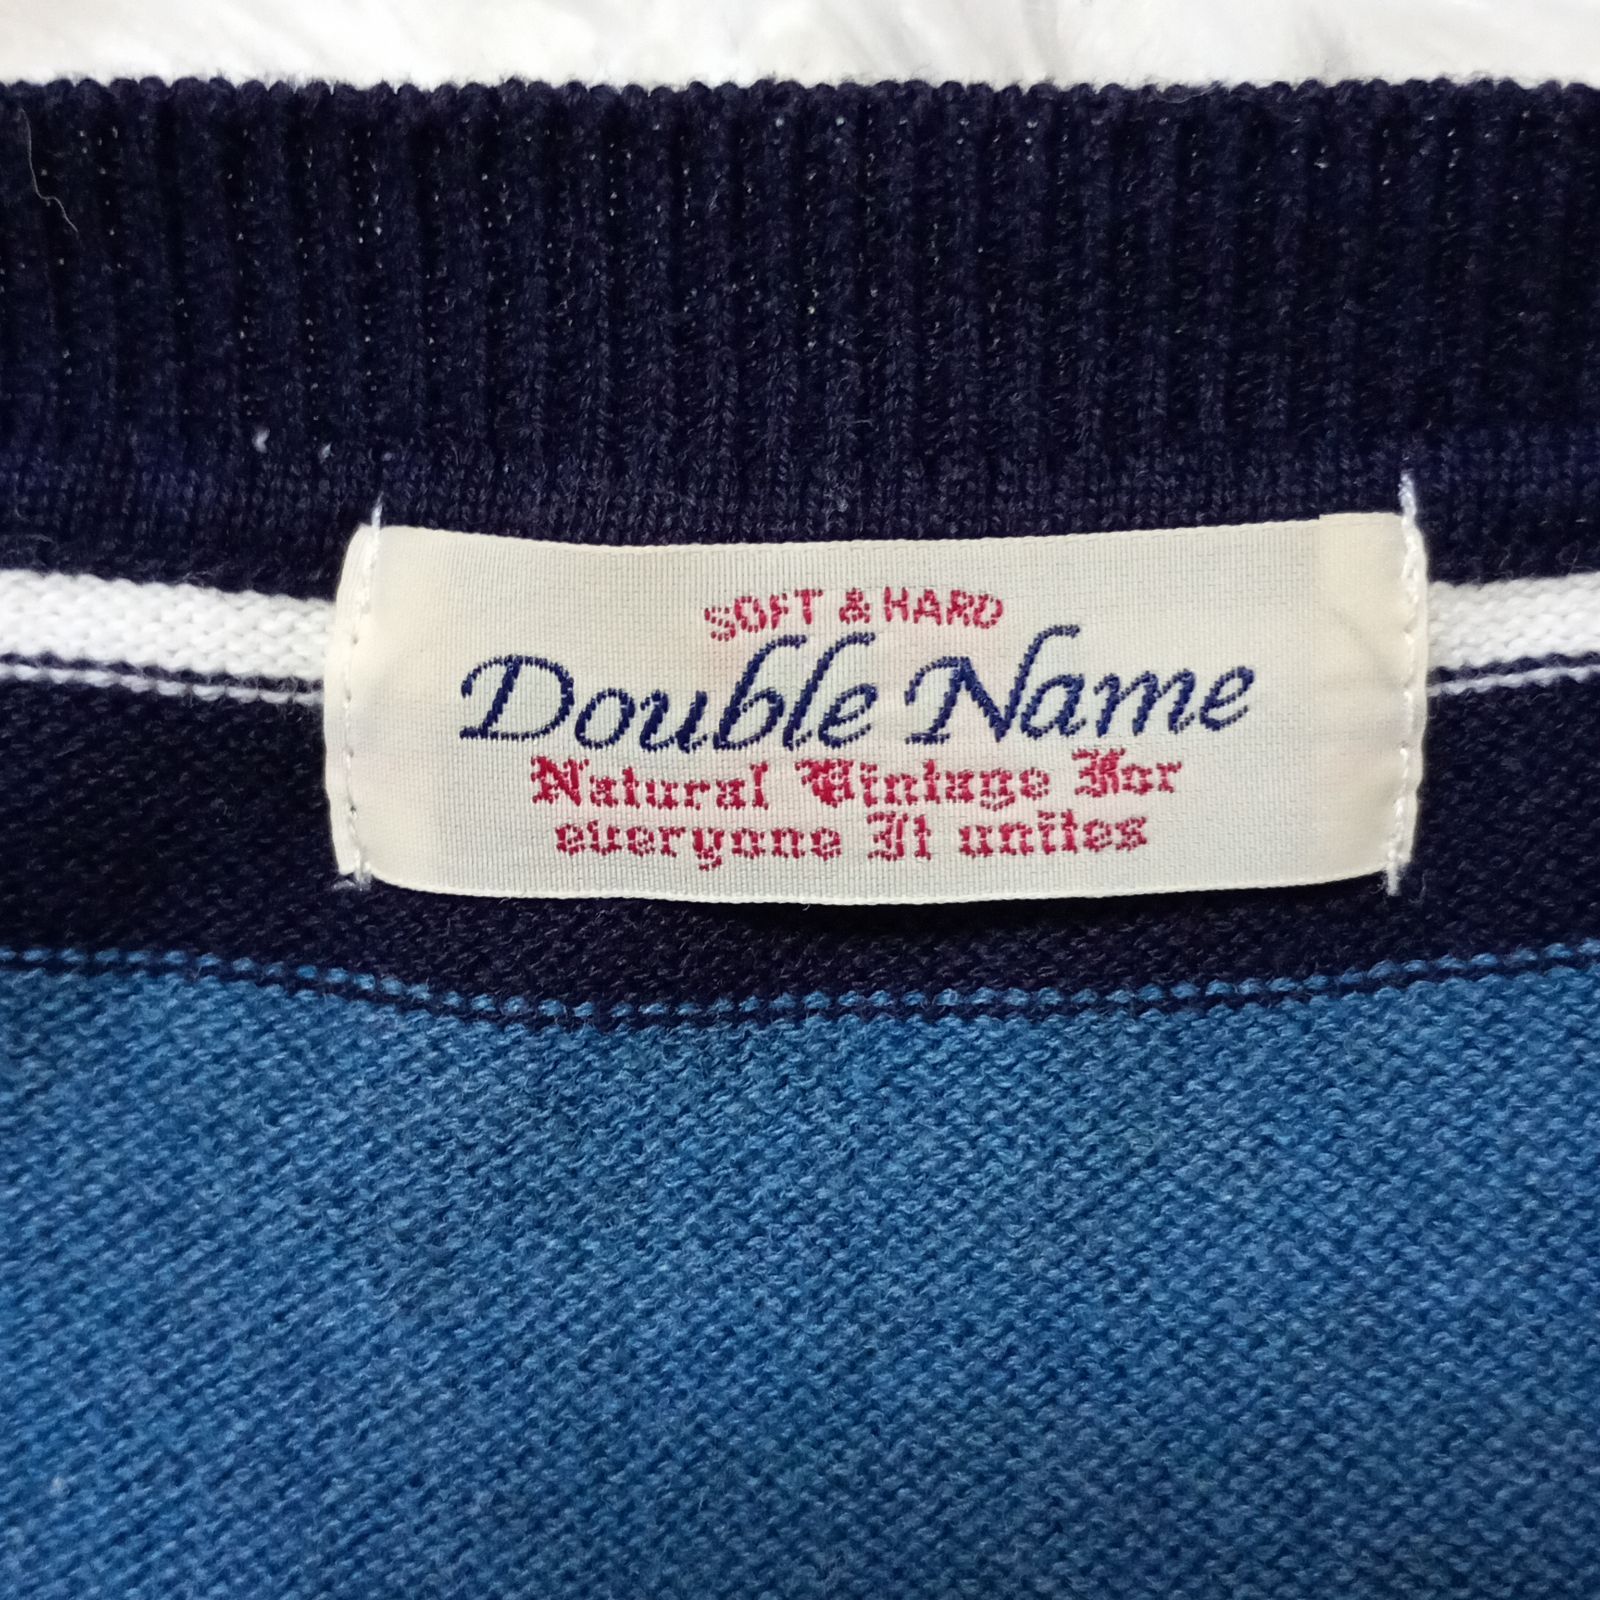 SOFT & HARD
Double Name
Natural Vintage For
everyone It unites